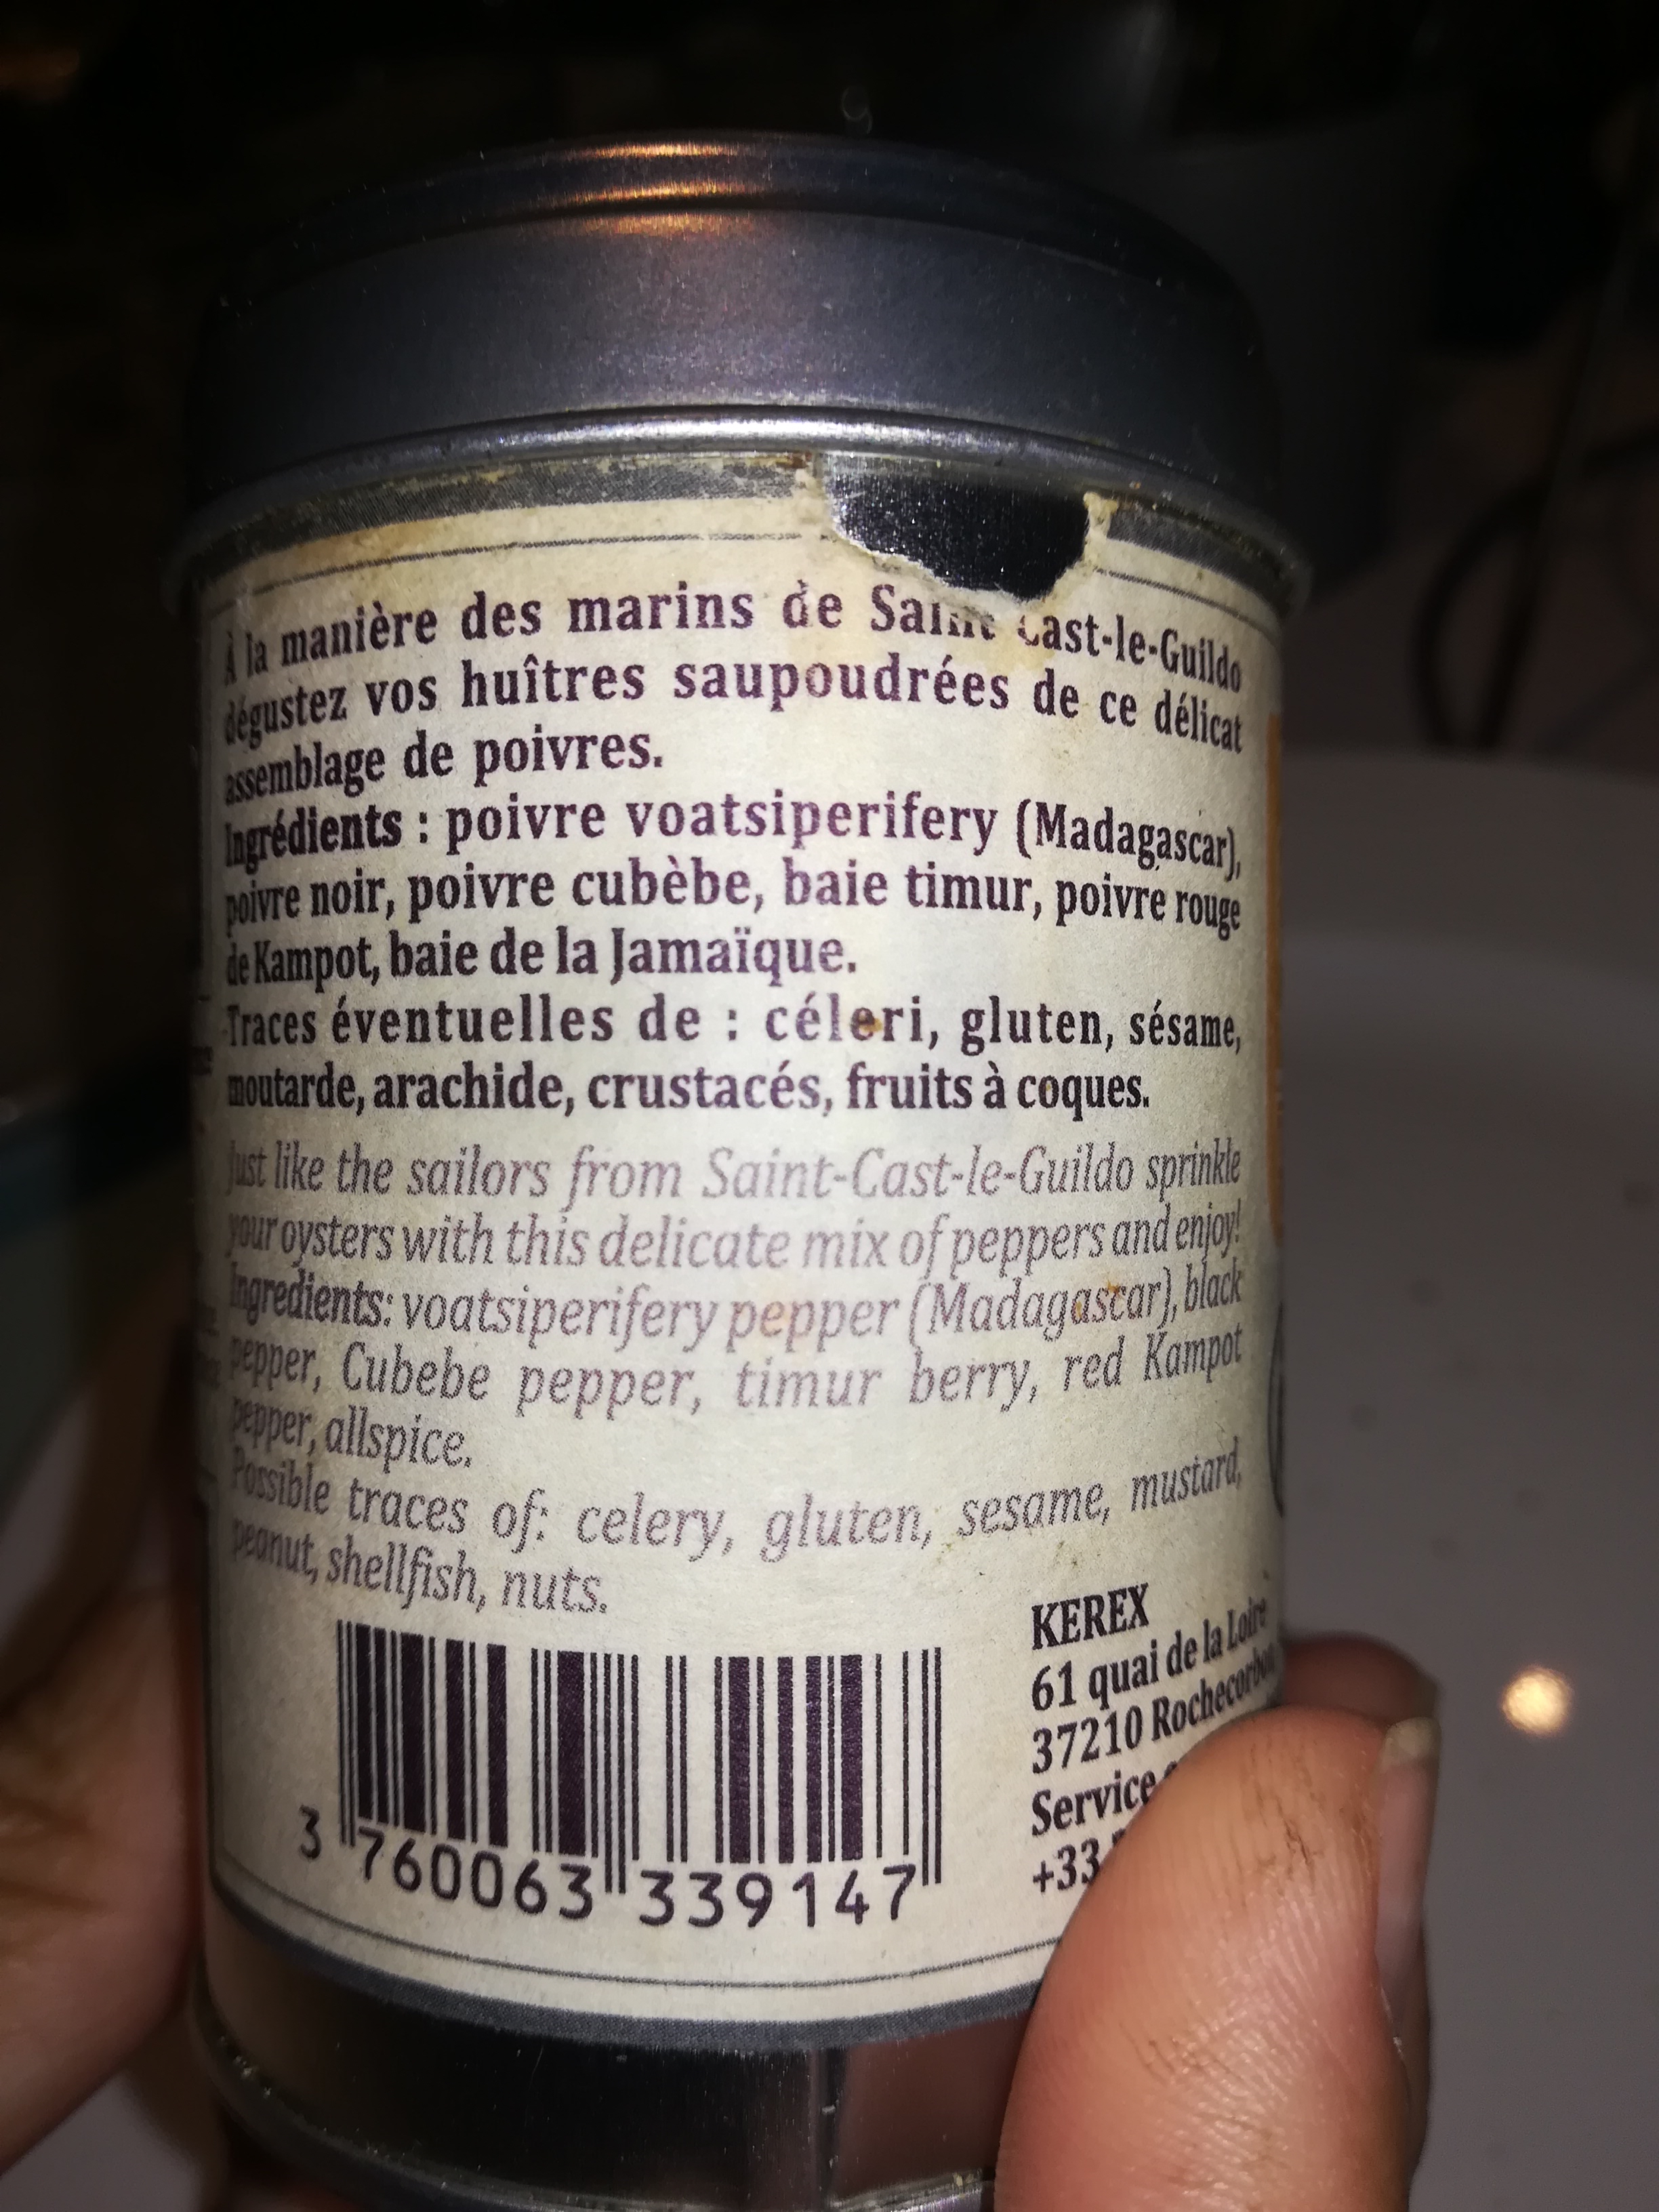 À la manière des marins de Saint-Cast-le-Guildo
dégustez vos huîtres saupoudrées de ce délicat
assemblage de poivres.
Ingrédients : poivre voatsiperifery (Madagascar),
poivre noir, poivre cubèbe, baie timur, poivre rouge
de Kampot, baie de la Jamaïque.
Traces éventuelles de : céleri, gluten, sésame,
moutarde, arachide, crustacés, fruits à coques.
Just like the sailors from Saint-Cast-le-Guildo sprinkle
your oysters with this delicate mix of peppers and enjoy!
Ingredients: voatsiperifery pepper (Madagascar), black
pepper, Cubebe pepper, timur berry, red Kampot
pepper, allspice.
Possible traces of: celery, gluten, sesame, mustard,
peanut, shellfish, nuts.
KEREX
61 quai de la Loire
37210 Rochecorbon
Service
+33
3 760063 339147